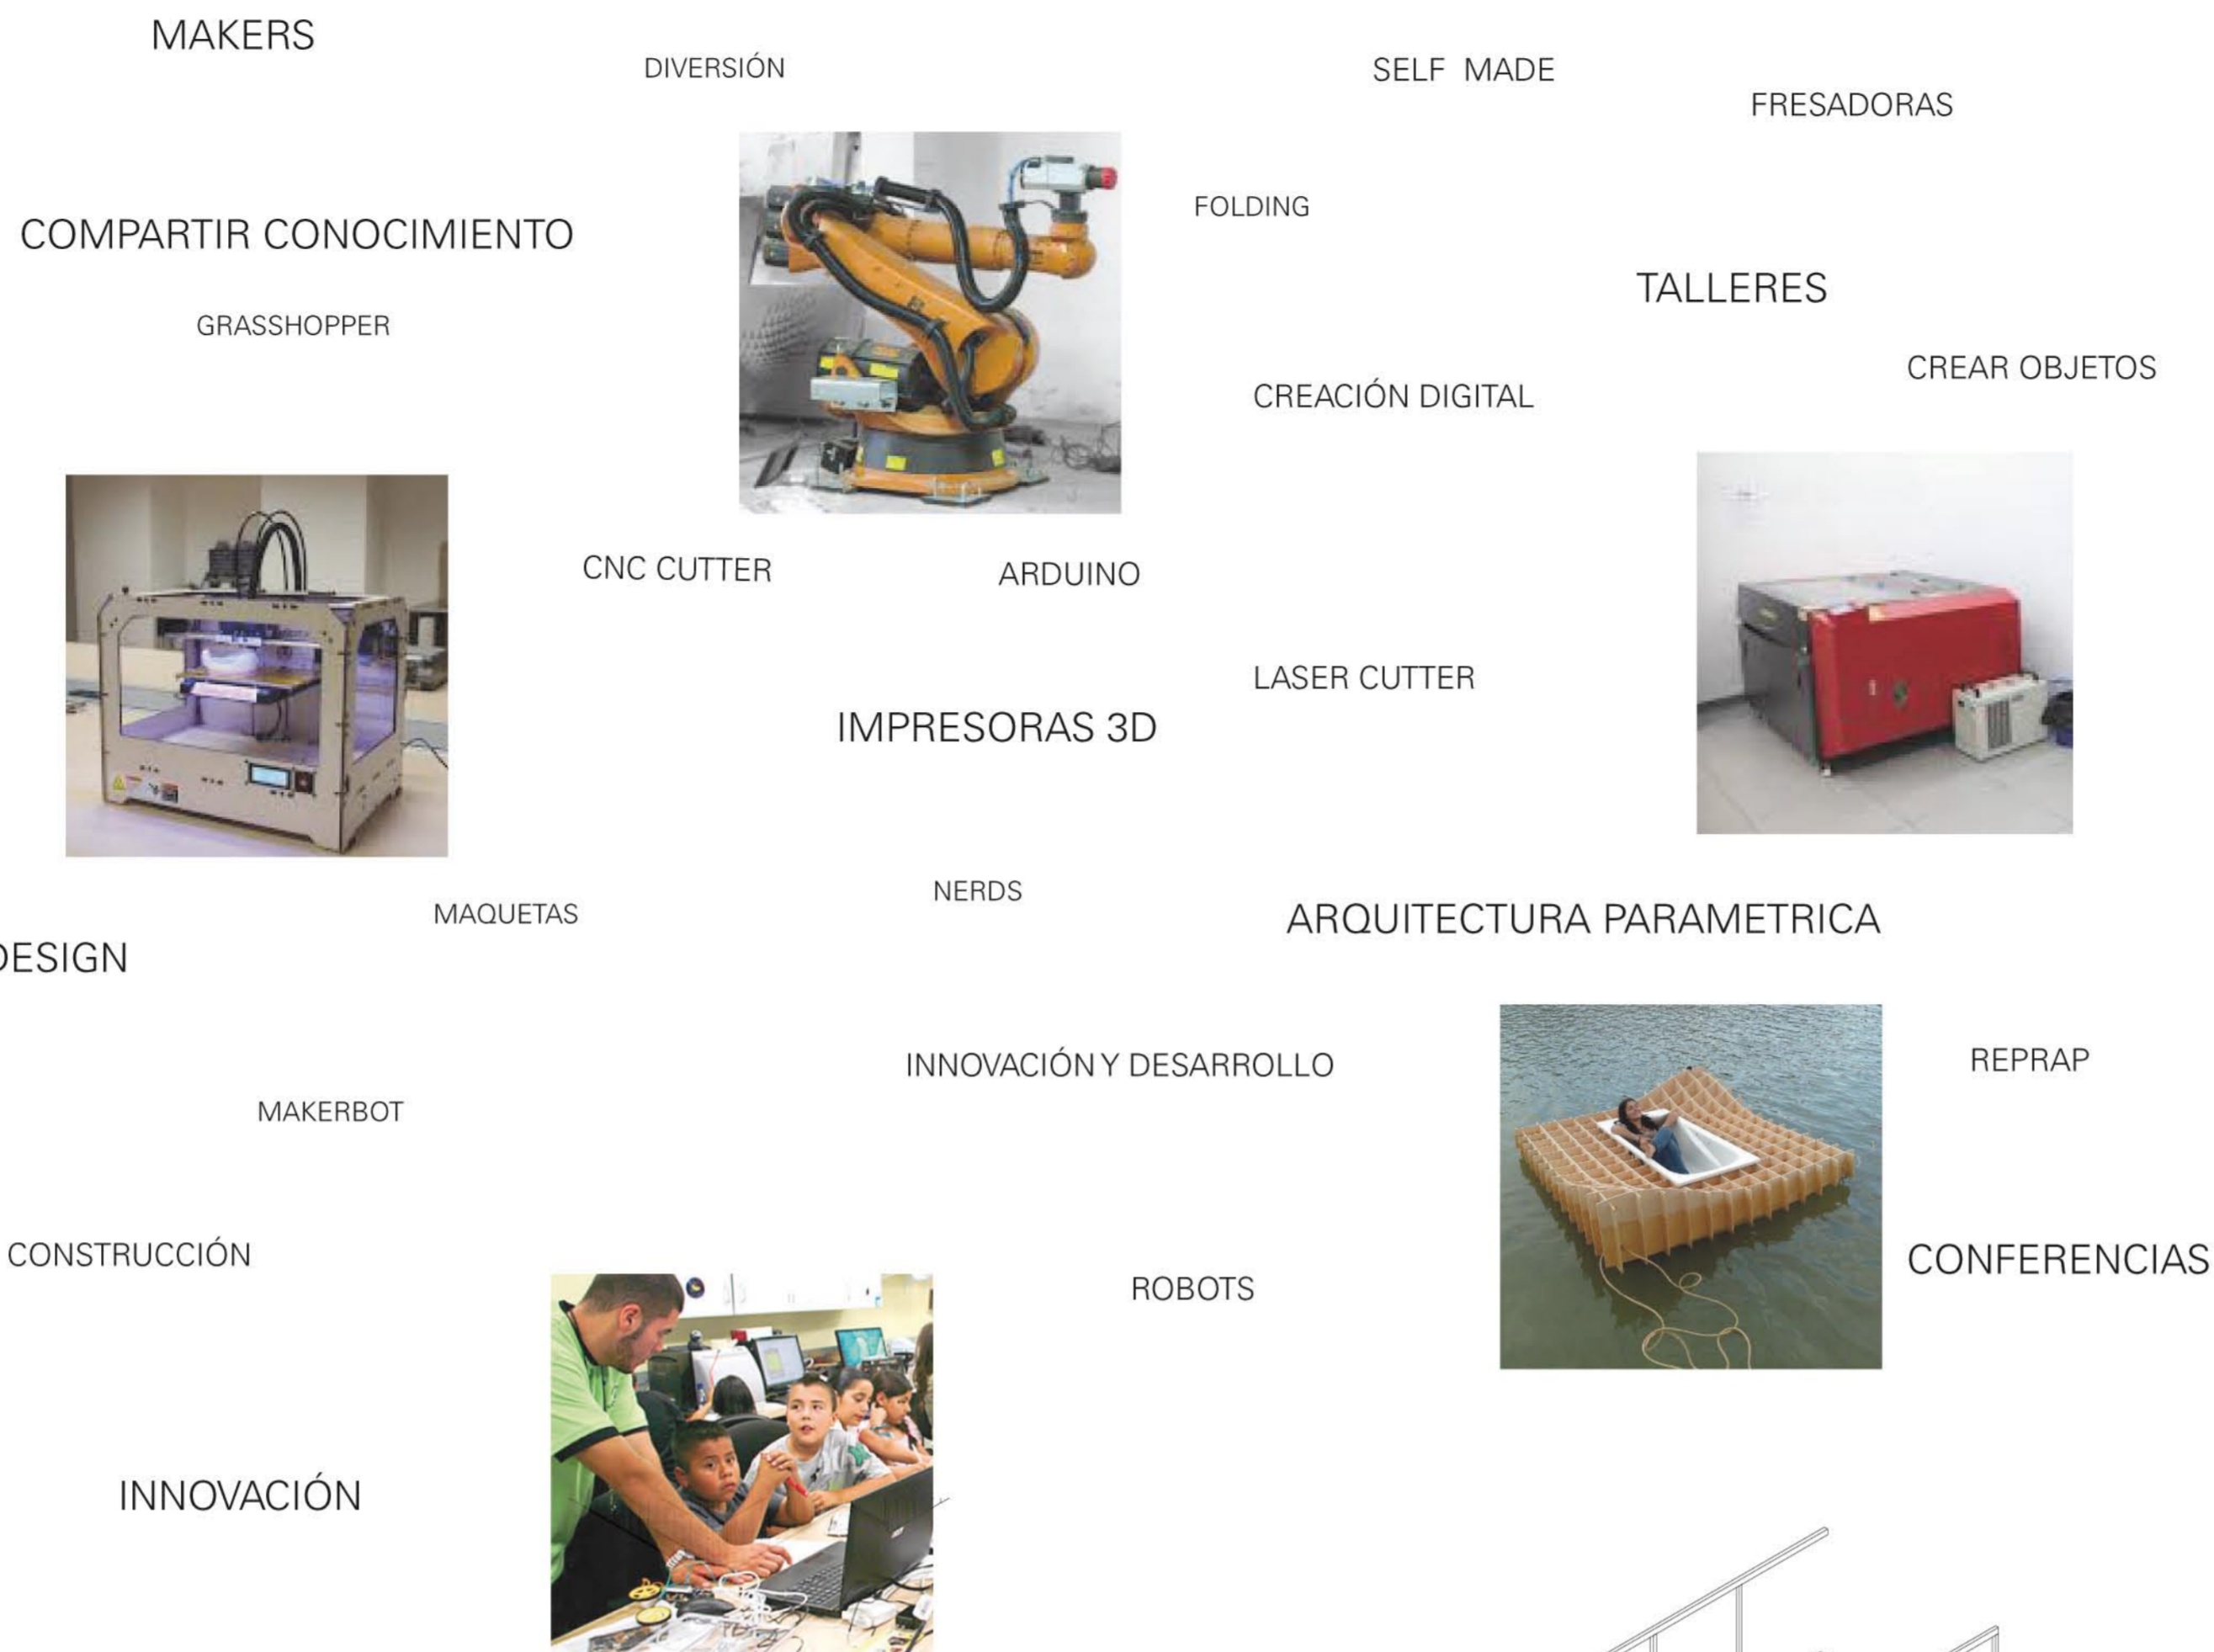 MAKERS
DIVERSIÓN
SELF MADE
FRESADORAS
FOLDING
COMPARTIR CONOCIMIENTO
TALLERES
GRASSHOPPER
CREAR OBJETOS
CREACIÓN DIGITAL
CNC CUTTER
ARDUINO
LASER CUTTER
IMPRESORAS 3D
NERDS
MAQUETAS
ARQUITECTURA PARAMETRICA
DESIGN
INNOVACIÓN Y DESARROLLO
REPRAP
MAKERBOT
CONSTRUCCIÓN
CONFERENCIAS
ROBOTS
INNOVACIÓN